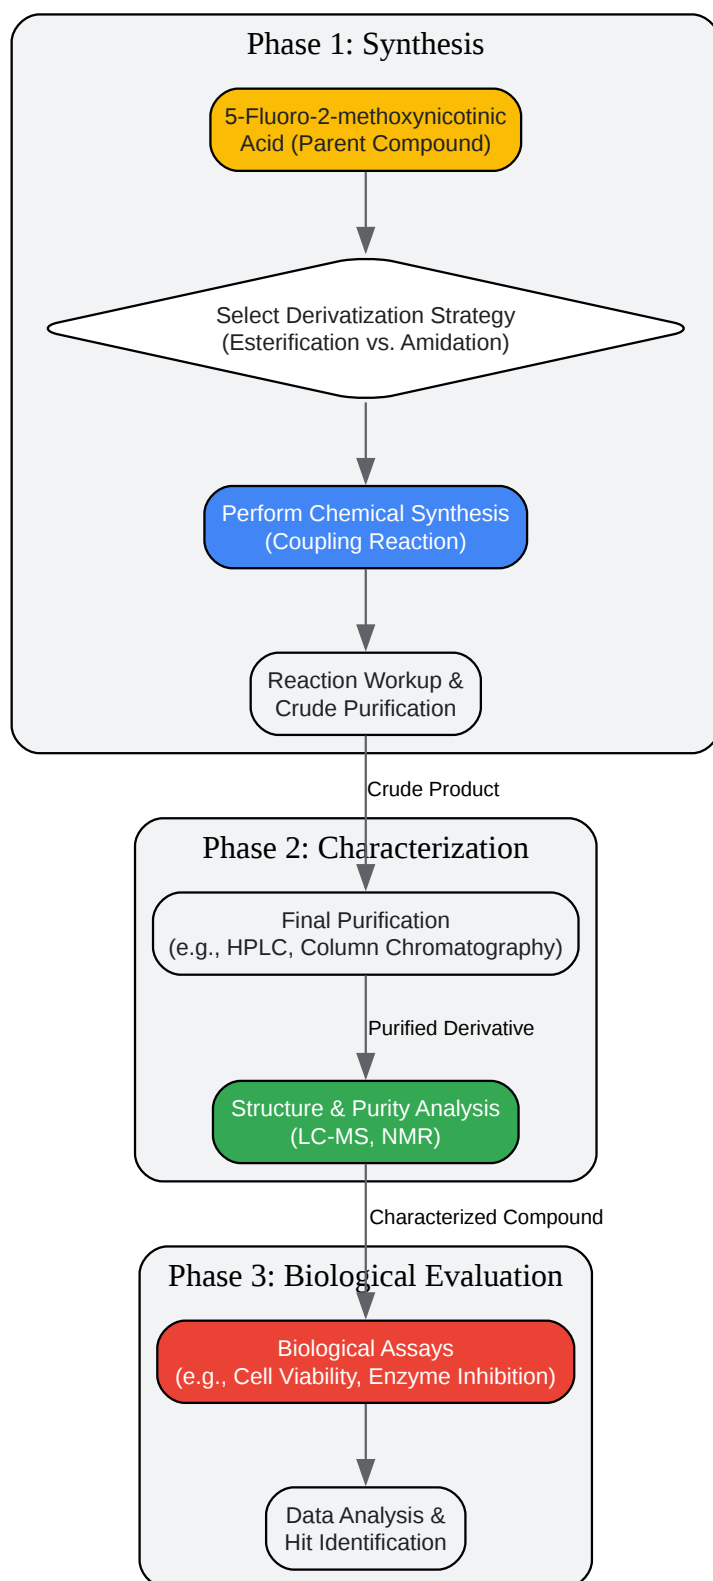 Phase 1: Synthesis
5-Fluoro-2-methoxynicotinic
Acid (Parent Compound)
Select Derivatization Strategy
(Esterification vs. Amidation)
Perform Chemical Synthesis
(Coupling Reaction)
Reaction Workup &
Crude Purification
Crude Product
Phase 2: Characterization
Final Purification
(e.g., HPLC, Column Chromatography)
Purified Derivative
Structure & Purity Analysis
(LC-MS, NMR)
Characterized Compound
Phase 3: Biological Evaluation
Biological Assays
(e.g., Cell Viability, Enzyme Inhibition)
Data Analysis &
Hit Identification